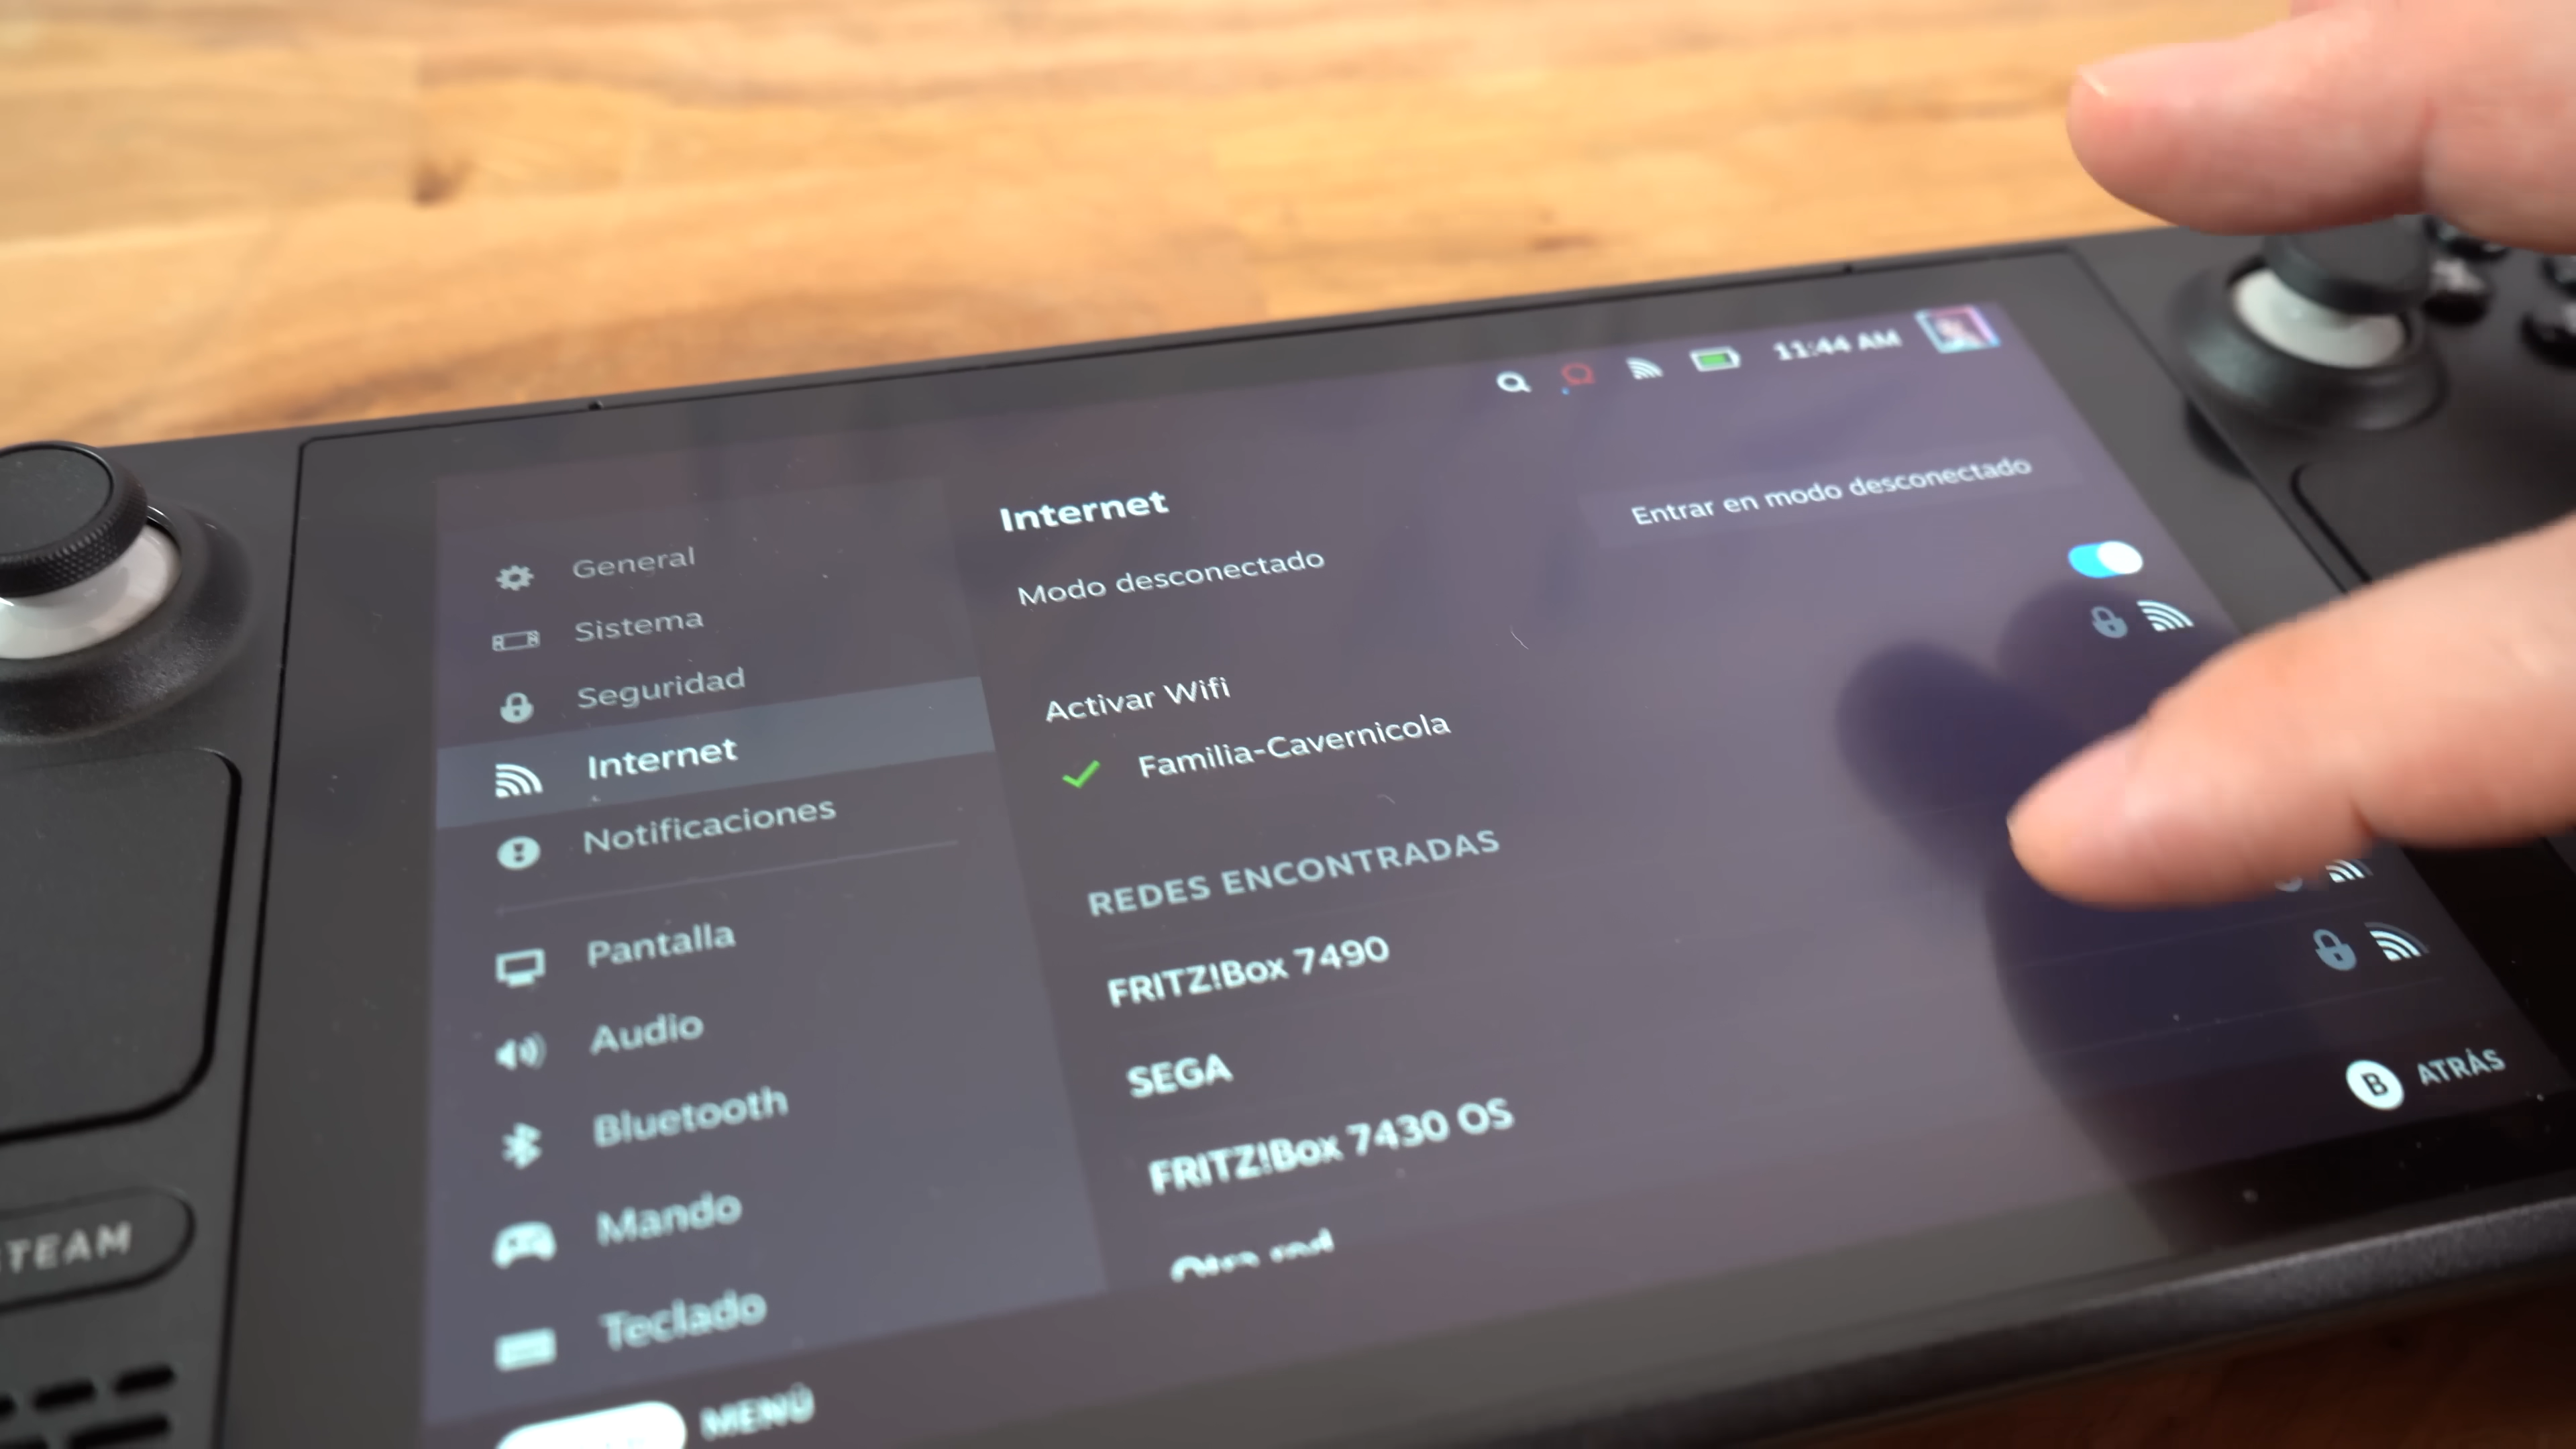 11:44 AM
General
Sistema
Seguridad
Internet
Notificaciones
Pantalla
Audio
Bluetooth
Mando
Teclado
Internet
Modo desconectado
Entrar en modo desconectado
Activar Wifi
Familia-Cavernicola
REDES ENCONTRADAS
FRITZ!Box 7490
SEGA
FRITZ!Box 7430 OS
B ATRÁS
MENÚ
TEAM